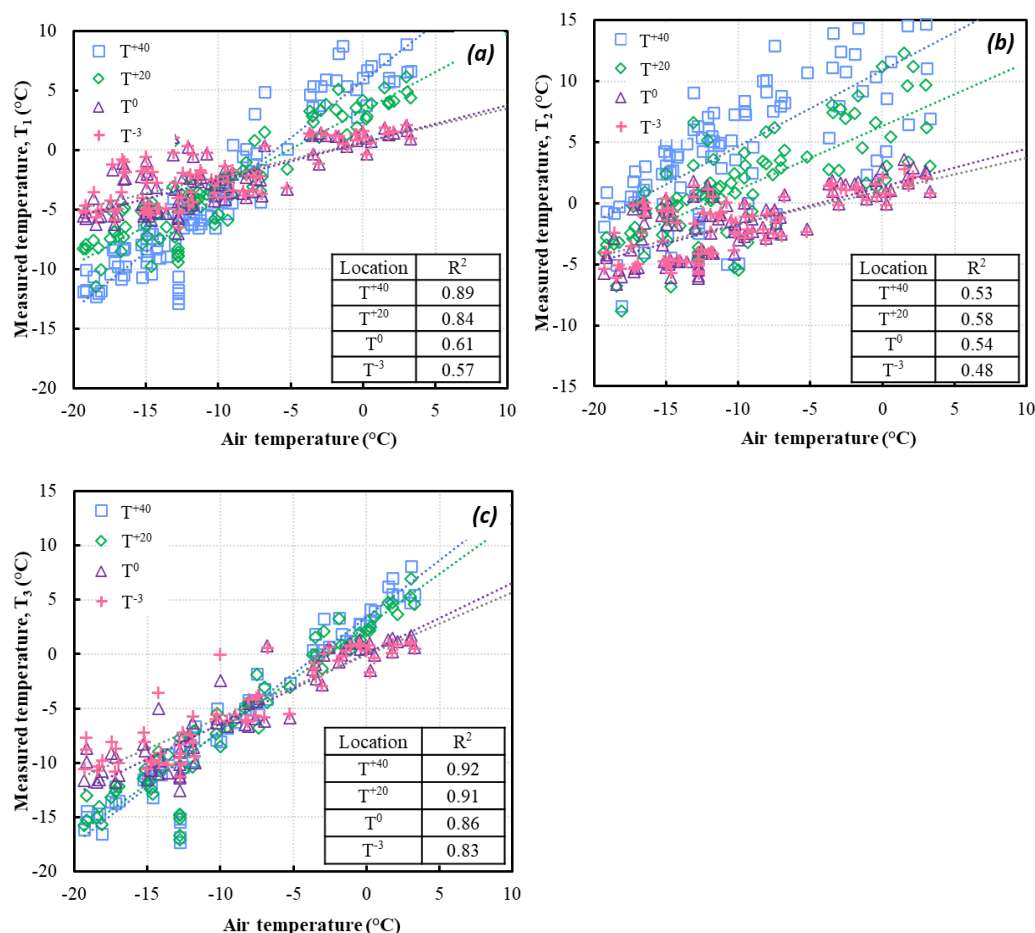 (a)
T+40
T+20
T0
T-3
Measured temperature, T1 (°C)
10
5
0
-5
-10
-15
-20
Location R2
T+40 0.89
T+20 0.84
T0 0.61
T-3 0.57
-20 -15 -10 -5 0 5 10
Air temperature (°C)
(b)
T+40
T+20
T0
T-3
Measured temperature, T2 (°C)
15
10
5
0
-5
-10
-15
Location R2
T+40 0.53
T+20 0.58
T0 0.54
T-3 0.48
-20 -15 -10 -5 0 5 10
Air temperature (°C)
(c)
T+40
T+20
T0
T-3
Measured temperature, T3 (°C)
15
10
5
0
-5
-10
-15
-20
Location R2
T+40 0.92
T+20 0.91
T0 0.86
T-3 0.83
-20 -15 -10 -5 0 5 10
Air temperature (°C)